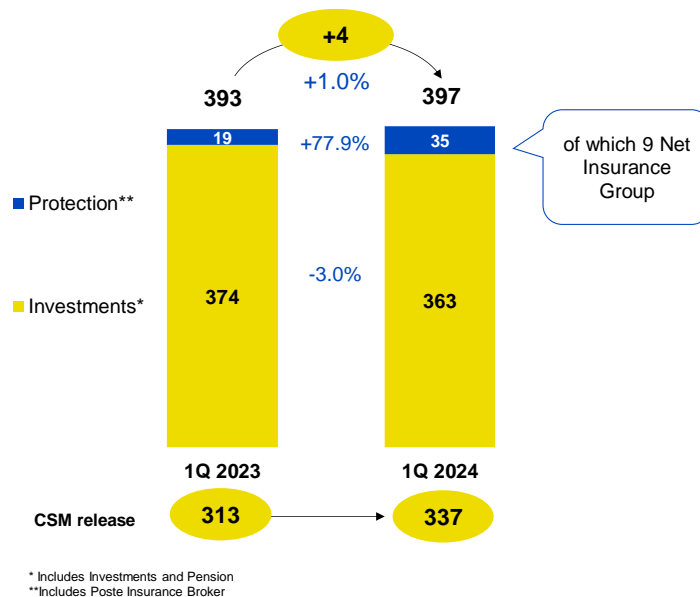 +4
+1.0%
393
397
19
+77.9%
35
of which 9 Net
Insurance
Group
Protection**
-3.0%
374
363
Investments*
1Q 2023
1Q 2024
CSM release
313
337
* Includes Investments and Pension
**Includes Poste Insurance Broker